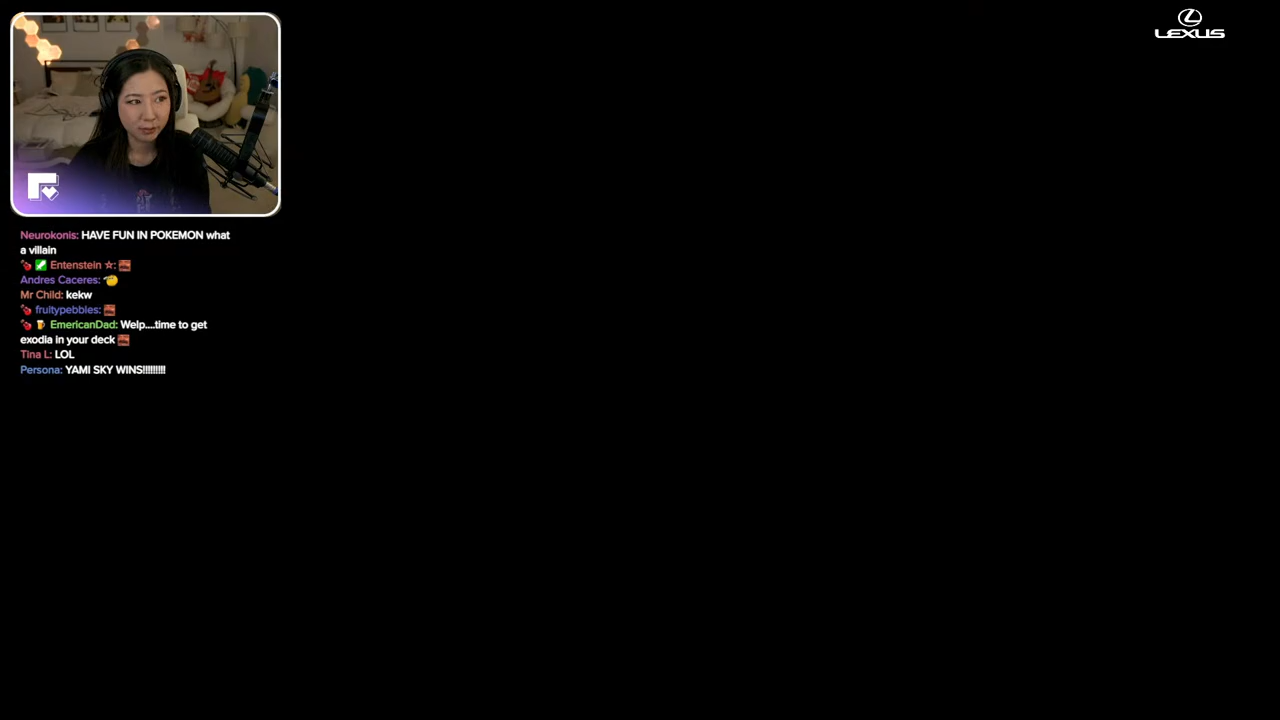 LEXUS
Neurokonis: HAVE FUN IN POKEMON what
a villain
Entenstein ☆:
Andres Caceres:
Mr Child: kekw
fruitypebbles:
EmericanDad: Welp....time to get
exodia in your deck
Tina L: LOL
Persona: YAMI SKY WINS!!!!!!!!!